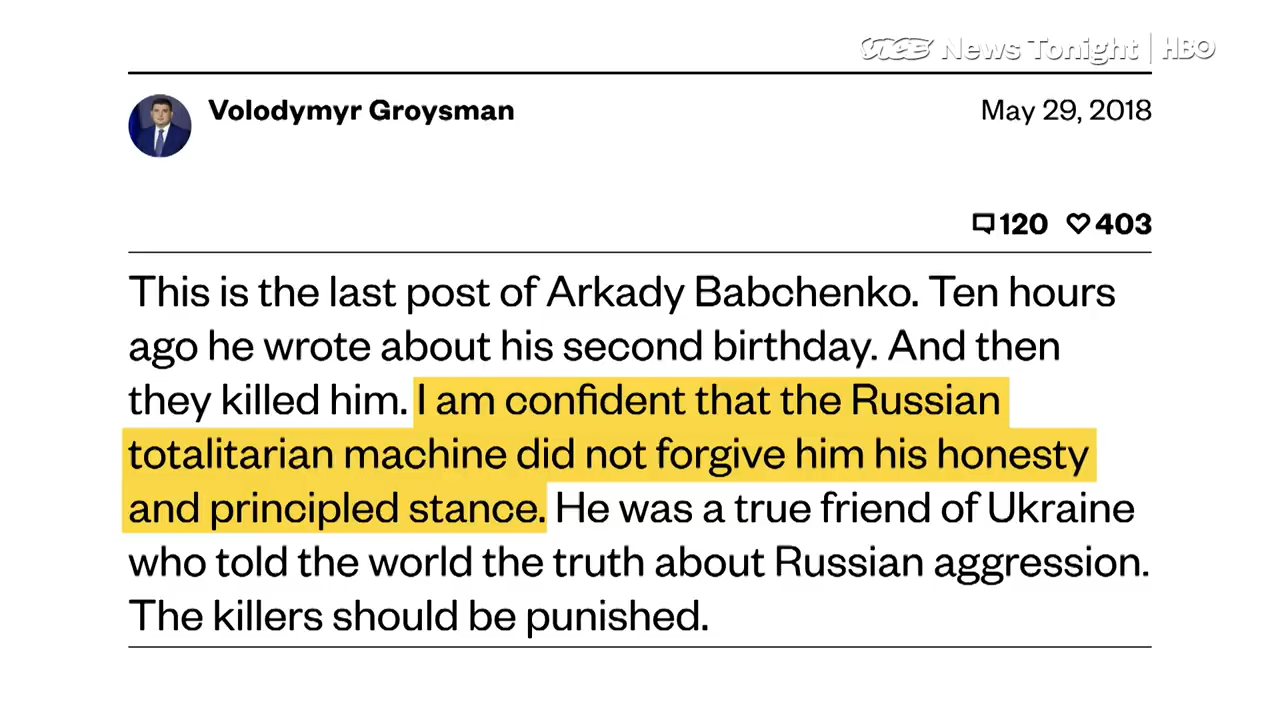 VICE News Tonight | HBO
Volodymyr Groysman
May 29, 2018
120 403
This is the last post of Arkady Babchenko. Ten hours
ago he wrote about his second birthday. And then
they killed him. I am confident that the Russian
totalitarian machine did not forgive him his honesty
and principled stance. He was a true friend of Ukraine
who told the world the truth about Russian aggression.
The killers should be punished.